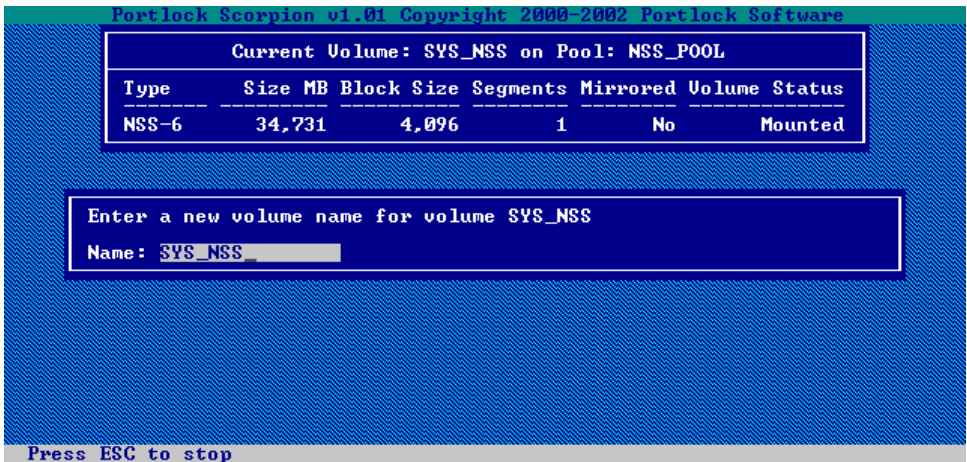 Portlock Scorpion v1.01 Copyright 2000-2002 Portlock Software
Current Volume: SYS_NSS on Pool: NSS_POOL
Type Size MB Block Size Segments Mirrored Volume Status
NSS-6 34,731 4,096 1 No Mounted
Enter a new volume name for volume SYS_NSS
Name: SYS_NSS_
Press ESC to stop